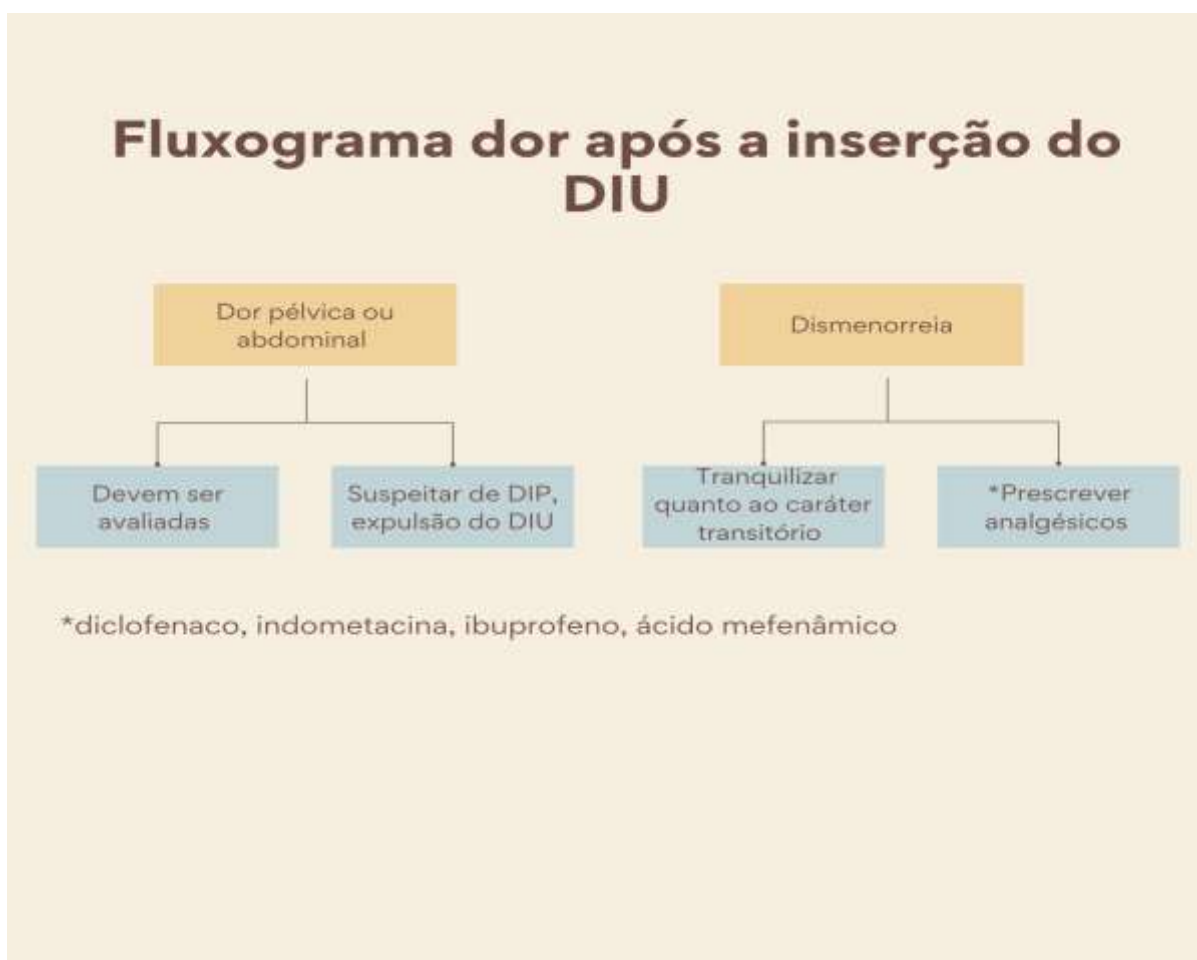 Fluxograma dor após a inserção do
DIU
Dor pélvica ou
abdominal
Dismenorreia
Devem ser
avaliadas
Suspeitar de DIP,
expulsão do DIU
Tranquilizar
quanto ao caráter
transitório
*Prescrever
analgésicos
*diclofenaco, indometacina, ibuprofeno, ácido mefenâmico